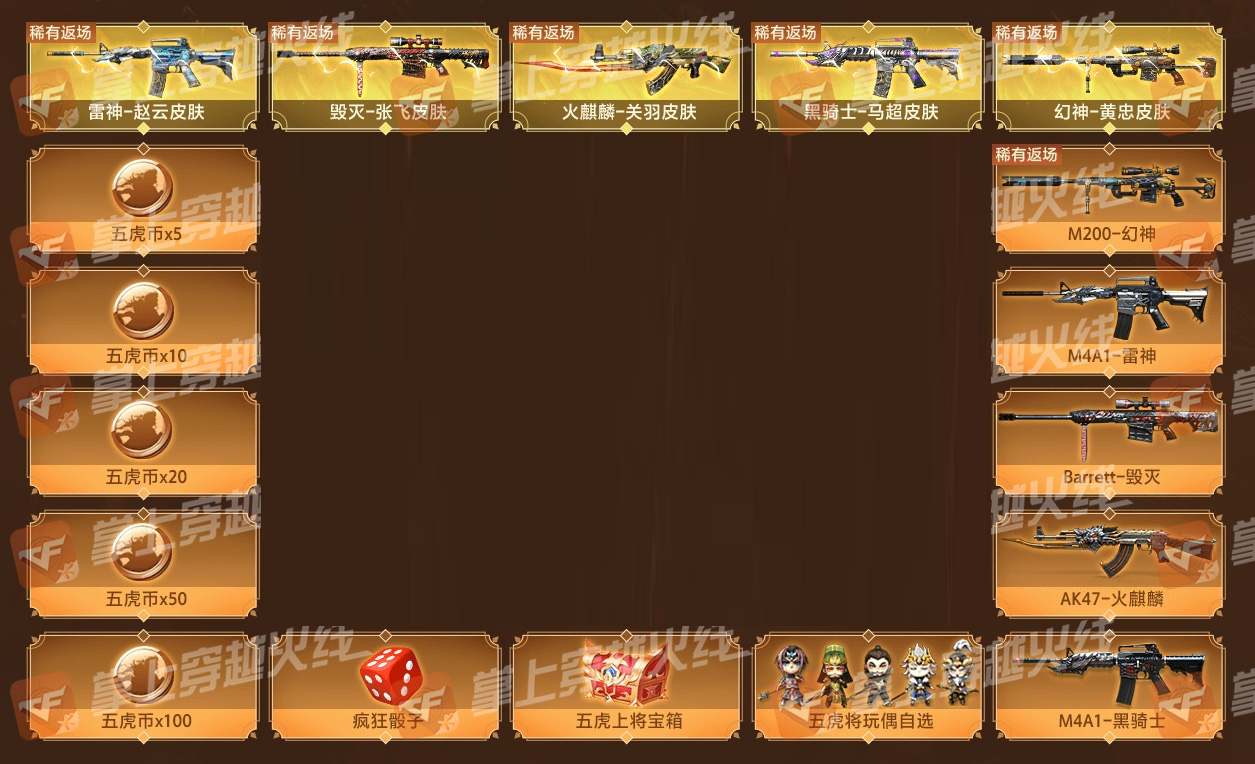 稀有返场
雷神-赵云皮肤
稀有返场
毁灭-张飞皮肤
稀有返场
火麒麟-关羽皮肤
稀有返场
黑骑士-马超皮肤
稀有返场
幻神-黄忠皮肤
五虎币x5
稀有返场
M200-幻神
五虎币x10
M4A1-雷神
五虎币x20
Barrett-毁灭
五虎币x50
AK47-火麒麟
五虎币x100
疯狂骰子
五虎上将宝箱
五虎将玩偶自选
M4A1-黑骑士
掌上穿越火线